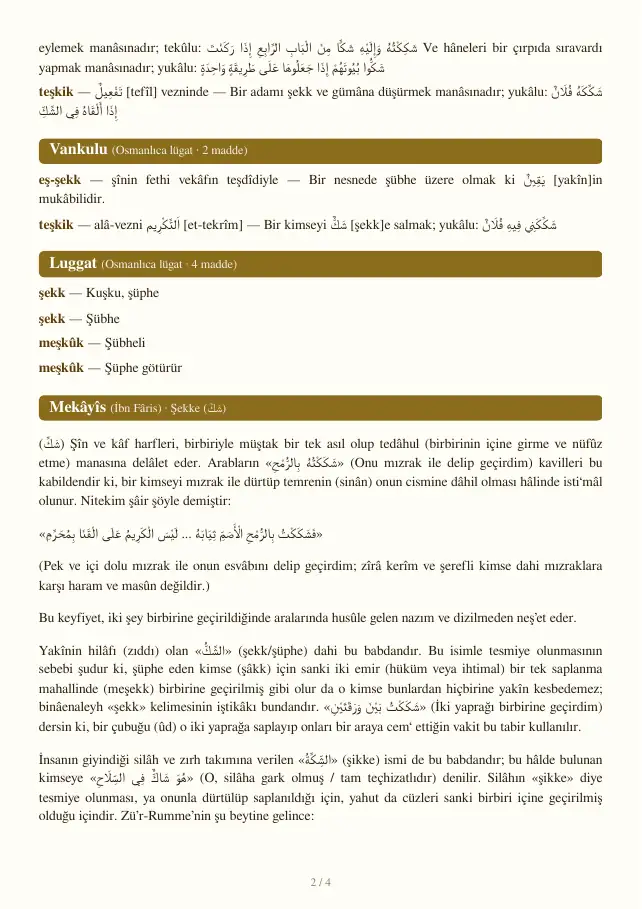 eylemek manâsınadır; tekûlu: شَكِكْتُهُ وَإِلَيْهِ شَكًّا مِنَ الْبَابِ الرَّابِعِ إِذَا رَكَنْتَ Ve hâneleri bir çırpıda sıravardı
yapmak manâsınadır; yukâlu: شَكُّوا بُيُوتَهُمْ إِذَا جَعَلُوهَا عَلَى طَرِيقَةٍ وَاحِدَةٍ
teşkik — تَفْعِيلٌ [tefîl] vezninde — Bir adamı şekk ve gümâna düşürmek manâsınadır; yukâlu: شَكَّكَهُ فُلَانٌ
إِذَا أَلْقَاهُ فِي الشَّكِّ
Vankulu (Osmanlıca lügat · 2 madde)
eş-şekk — şînin fethi vekâfın teşdîdiyle — Bir nesnede şübhe üzere olmak ki يَقِينٌ [yakîn]in
mukâbilidir.
teşkik — alâ-vezni اَلتَّكْرِيم [et-tekrîm] — Bir kimseyi شَكٌّ [şekk]e salmak; yukâlu: شَكَّكَنِي فِيهِ فُلَانٌ
Luggat (Osmanlıca lügat · 4 madde)
şekk — Kuşku, şüphe
şekk — Şübhe
meşkûk — Şübheli
meşkûk — Şüphe götürür
Mekâyîs (İbn Fâris) · Şekke (شَكَّ)
(شَكَّ) Şîn ve kâf harfleri, birbiriyle müştak bir tek asıl olup tedâhul (birbirinin içine girme ve nüfûz
etme) manasına delâlet eder. Arabların «شَكَكْتُهُ بِالرُّمْحِ» (Onu mızrak ile delip geçirdim) kavilleri bu
kabildendir ki, bir kimseyi mızrak ile dürtüp temrenin (sinân) onun cismine dâhil olması hâlinde isti‘mâl
olunur. Nitekim şâir şöyle demiştir:
«فَشَكَكْتُ بِالرُّمْحِ الْأَصَمِّ ثِيَابَهُ ... لَيْسَ الْكَرِيمُ عَلَى الْقَنَا بِمُحَرَّمِ»
(Pek ve içi dolu mızrak ile onun esvâbını delip geçirdim; zîrâ kerîm ve şerefli kimse dahi mızraklara
karşı haram ve masûn değildir.)
Bu keyfiyet, iki şey birbirine geçirildiğinde aralarında husûle gelen nazım ve dizilmeden neş’et eder.
Yakînin hilâfı (zıddı) olan «الشَّكُّ» (şekk/şüphe) dahi bu babdandır. Bu isimle tesmiye olunmasının
sebebi şudur ki, şüphe eden kimse (şâkk) için sanki iki emir (hüküm veya ihtimal) bir tek saplanma
mahallinde (meşekk) birbirine geçirilmiş gibi olur da o kimse bunlardan hiçbirine yakîn kesbedemez;
binâenaleyh «şekk» kelimesinin iştikâkı bundandır. «شَكَكْتُ بَيْنَ وَرَقَتَيْنِ» (İki yaprağı birbirine geçirdim)
dersin ki, bir çubuğu (ûd) o iki yaprağa saplayıp onları bir araya cem‘ ettiğin vakit bu tabir kullanılır.
İnsanın giyindiği silâh ve zırh takımına verilen «الشِّكَّةُ» (şikke) ismi de bu babdandır; bu hâlde bulunan
kimseye «هُوَ شَاكٌّ فِي السِّلَاحِ» (O, silâha gark olmuş / tam teçhizatlıdır) denilir. Silâhın «şikke» diye
tesmiye olunması, ya onunla dürtülüp saplanıldığı için, yahut da cüzleri sanki birbiri içine geçirilmiş
olduğu içindir. Zü’r-Rumme’nin şu beytine gelince:
2 / 4